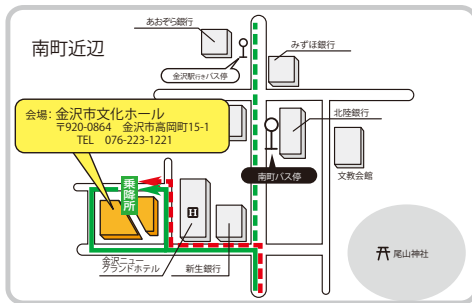 あおぞら銀行
南町近辺
みずほ銀行
金沢駅行きバス停
会場：金沢市文化ホール
〒920-0864　金沢市高岡町15-1
TEL　076-223-1221
北陸銀行
南町バス停
文教会館
乗降所
H
尾山神社
金沢ニュー
グランドホテル
新生銀行